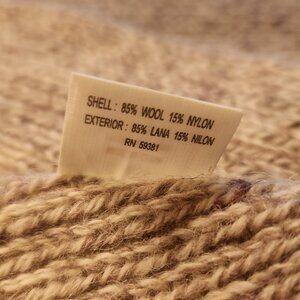 SHELL : 85% WOOL 15% NYLON
EXTERIOR : 85% LANA 15% NILON
RN 59381